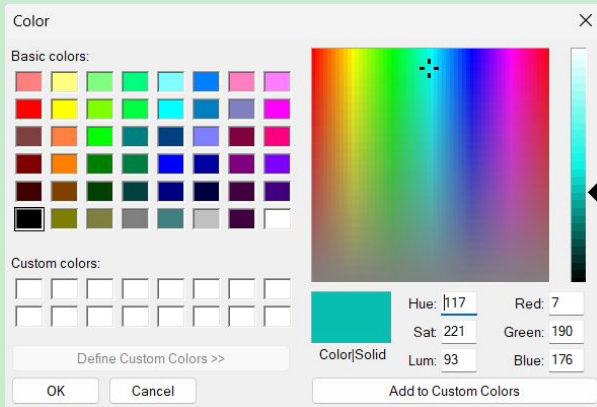 Color
Basic colors:
Custom colors:
Define Custom Colors >>
OK Cancel
Hue: 117 Red: 7
Sat: 221 Green: 190
Color|Solid Lum: 93 Blue: 176
Add to Custom Colors